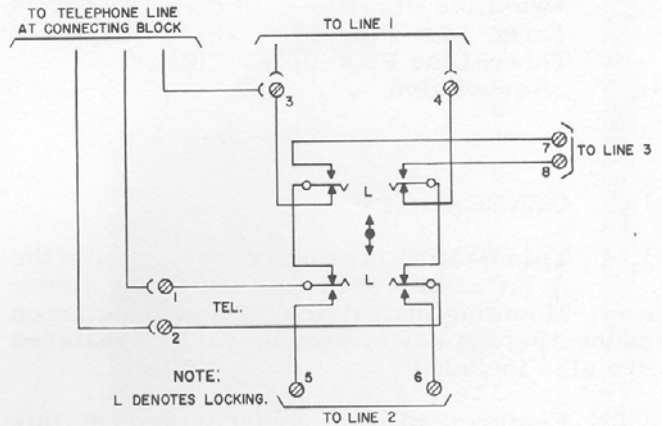 TO TELEPHONE LINE
AT CONNECTING BLOCK
TO LINE 1
3
4
7
8
TO LINE 3
L
L
1
TEL.
2
NOTE:
L DENOTES LOCKING.
5
6
TO LINE 2